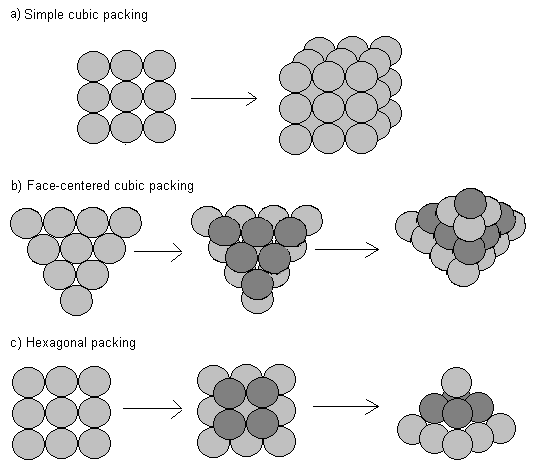 a) Simple cubic packing
b) Face-centered cubic packing
c) Hexagonal packing